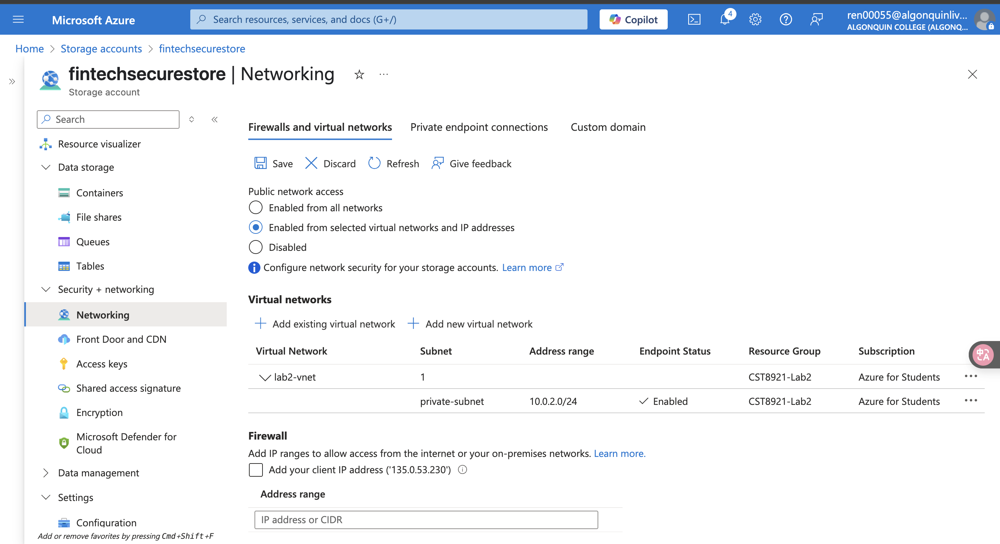 Microsoft Azure
Search resources, services, and docs (G+/)
Copilot
4
ren00055@algonquinliv...
ALGONQUIN COLLEGE (ALGONQ...
Home > Storage accounts > fintechsecurestore
fintechsecurestore | Networking
Storage account
Search
Resource visualizer
Data storage
Containers
File shares
Queues
Tables
Security + networking
Networking
Front Door and CDN
Access keys
Shared access signature
Encryption
Microsoft Defender for
Cloud
Data management
Settings
Configuration
Add or remove favorites by pressing Cmd+Shift+F
Firewalls and virtual networks
Private endpoint connections
Custom domain
Save
Discard
Refresh
Give feedback
Public network access
Enabled from all networks
Enabled from selected virtual networks and IP addresses
Disabled
Configure network security for your storage accounts. Learn more
Virtual networks
Add existing virtual network
Add new virtual network
Virtual Network Subnet Address range Endpoint Status Resource Group Subscription
lab2-vnet 1 CST8921-Lab2 Azure for Students
private-subnet 10.0.2.0/24 Enabled CST8921-Lab2 Azure for Students
Firewall
Add IP ranges to allow access from the internet or your on-premises networks. Learn more.
Add your client IP address ('135.0.53.230')
Address range
IP address or CIDR
中A